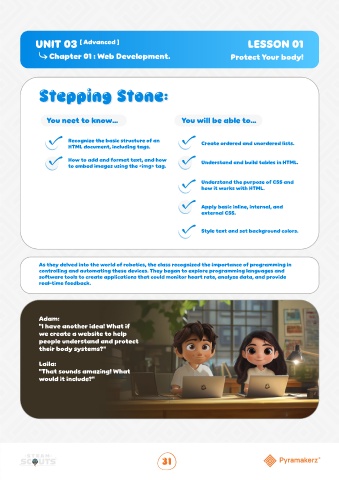 UNIT 03 [ Advanced ]
LESSON 01
Chapter 01 : Web Development.
Protect Your body!
Stepping Stone:
You neet to know...
You will be able to...
Recognize the basic structure of an
HTML document, including tags.
How to add and format text, and how
to embed images using the <img> tag.
Create ordered and unordered lists.
Understand and build tables in HTML.
Understand the purpose of CSS and
how it works with HTML.
Apply basic inline, internal, and
external CSS.
Style text and set background colors.
As they delved into the world of robotics, the class recognized the importance of programming in
controlling and automating these devices. They began to explore programming languages and
software tools to create applications that could monitor heart rate, analyze data, and provide
real-time feedback.
Adam:
"I have another idea! What if
we create a website to help
people understand and protect
their body systems?"
Laila:
"That sounds amazing! What
would it include?"
SCOUTS
31
Pyramakerz